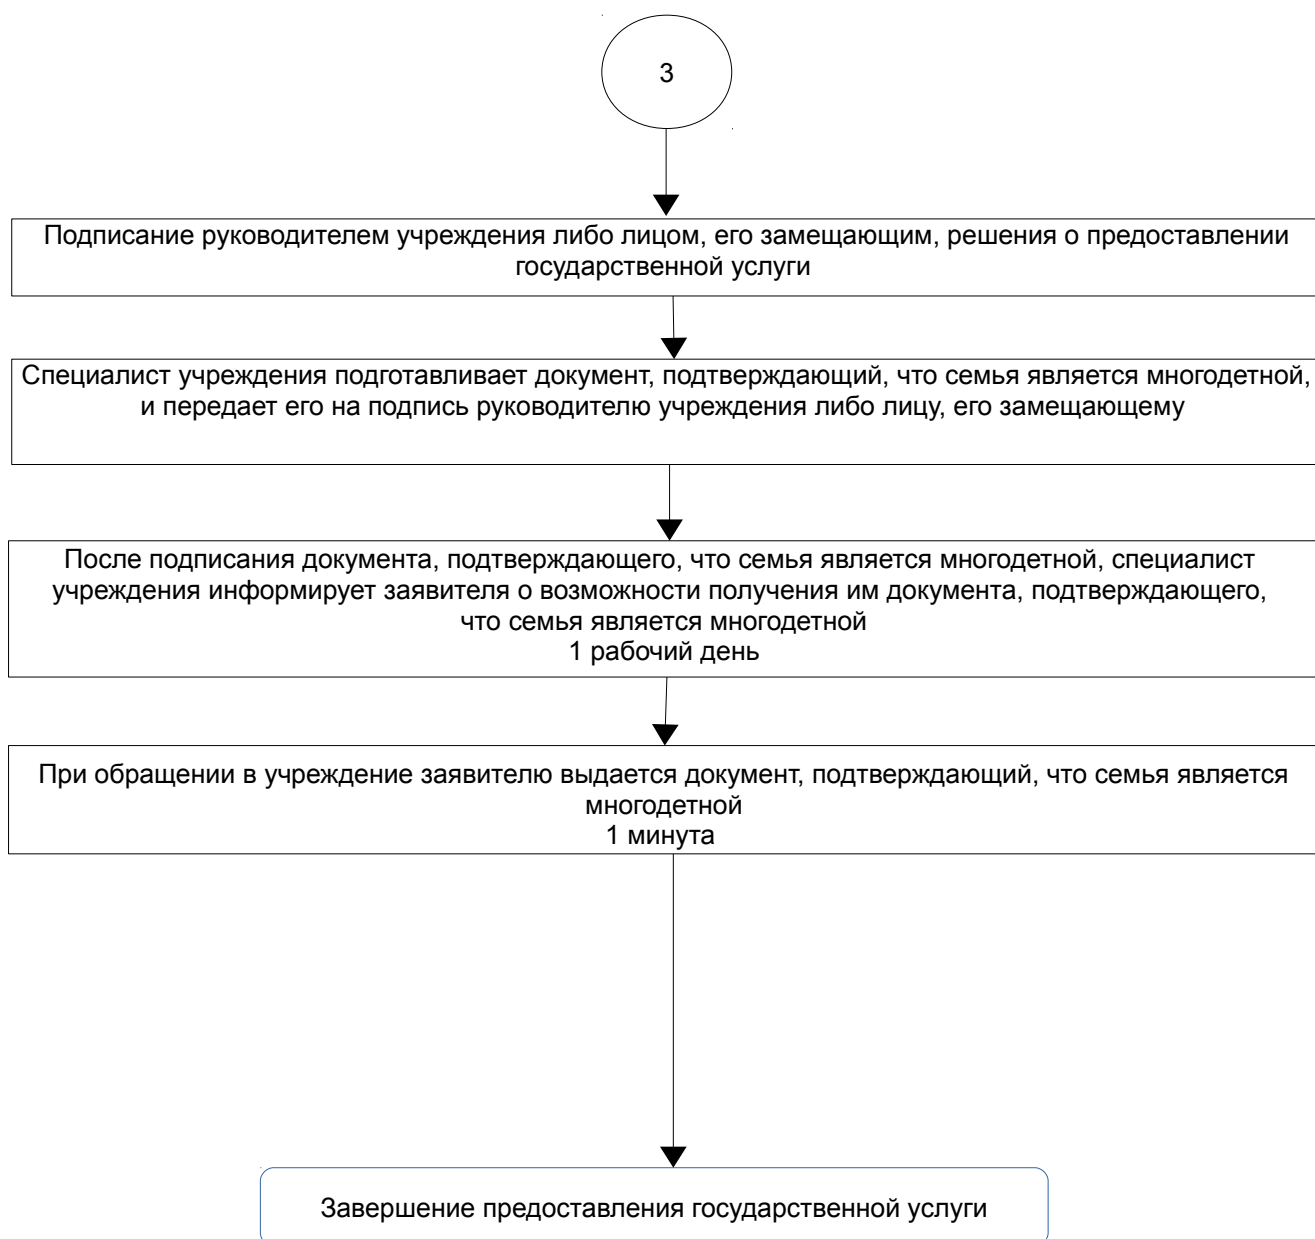 3
Подписание руководителем учреждения либо лицом, его замещающим, решения о предоставлении
государственной услуги
Специалист учреждения подготавливает документ, подтверждающий, что семья является многодетной,
и передает его на подпись руководителю учреждения либо лицу, его замещающему
После подписания документа, подтверждающего, что семья является многодетной, специалист
учреждения информирует заявителя о возможности получения им документа, подтверждающего,
что семья является многодетной
1 рабочий день
При обращении в учреждение заявителю выдается документ, подтверждающий, что семья является
многодетной
1 минута
Завершение предоставления государственной услуги